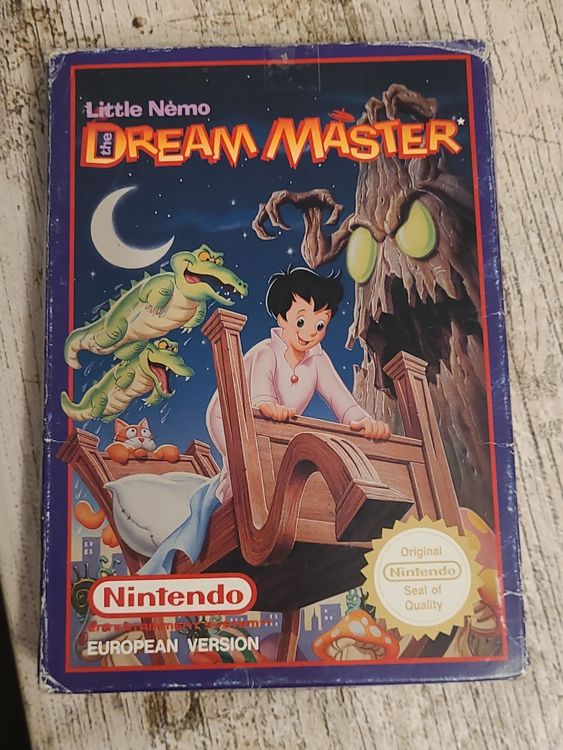 Little Nemo
the DREAM MASTER
Nintendo
EUROPEAN VERSION
Original
Nintendo
Seal of
Quality